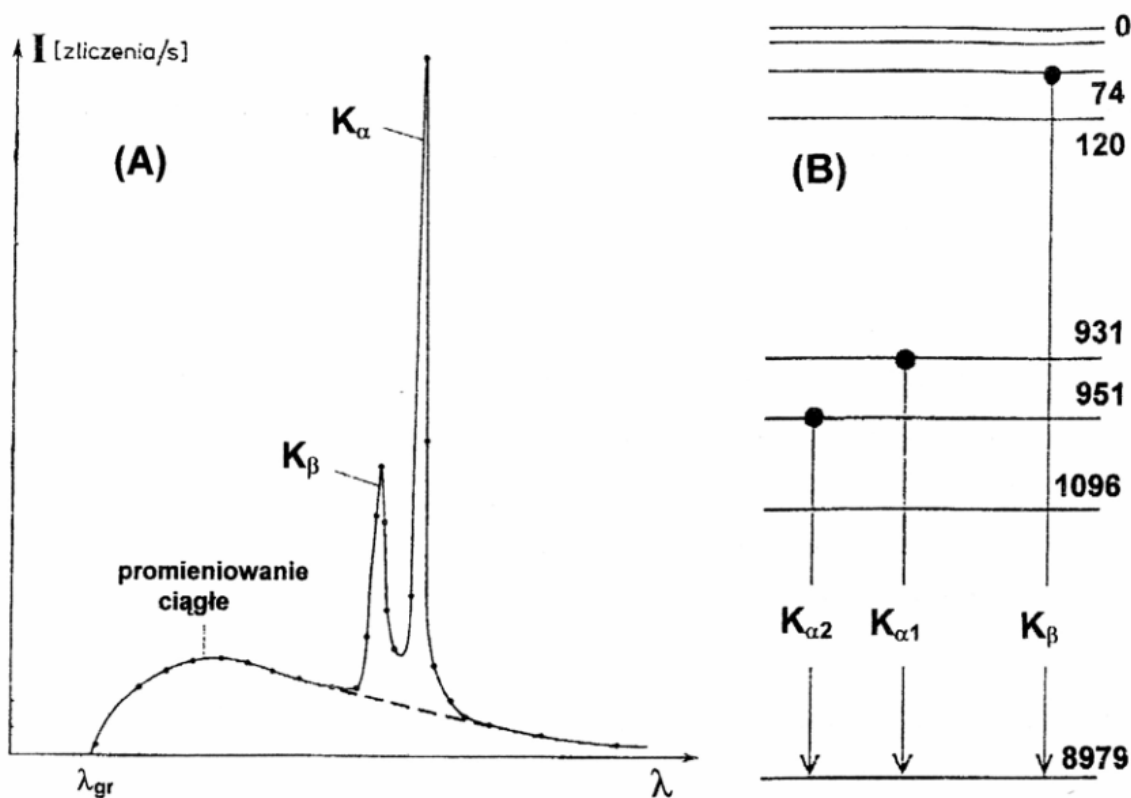 I [zliczenia/s]
(A)
Kα
Kβ
promieniowanie
ciągłe
λgr
λ
(B)
0
74
120
931
951
1096
Kα2
Kα1
Kβ
8979